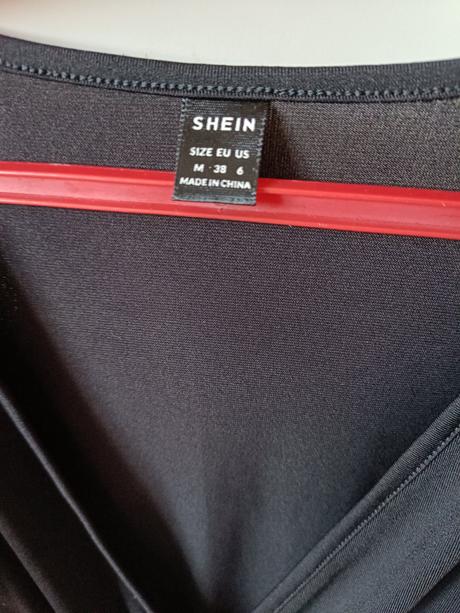 SHEIN
SIZE EU US
M 38 6
MADE IN CHINA